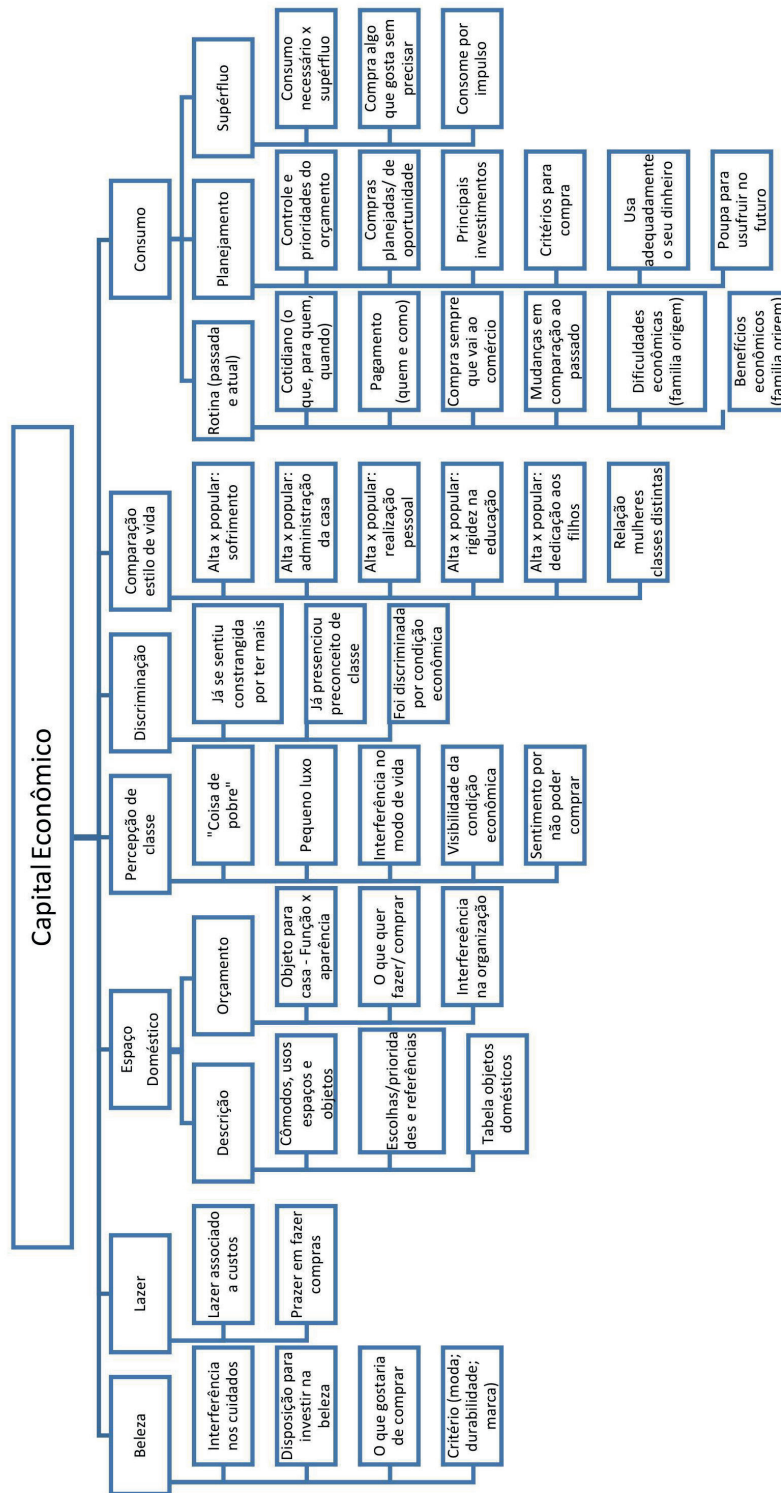 Capital Econômico
Beleza
Interferência
nos cuidados
Disposição para
investir na
beleza
O que gostaria
de comprar
Critério (moda;
durabilidade;
marca)
Lazer
Lazer associado
a custos
Prazer em fazer
compras
Espaço
Doméstico
Descrição
Cômodos, usos
espaços e
objetos
Escolhas/priorida
des e referências
Tabela objetos
domésticos
Orçamento
Objeto para
casa - Função x
aparência
O que quer
fazer/ comprar
Interfereência
na organização
Percepção de
classe
"Coisa de
pobre"
Pequeno luxo
Interferência no
modo de vida
Visibilidade da
condição
econômica
Sentimento por
não poder
comprar
Discriminação
Já se sentiu
constrangida
por ter mais
Já presenciou
preconceito de
classe
Foi discriminada
por condição
econômica
Comparação
estilo de vida
Alta x popular:
sofrimento
Alta x popular:
administração
da casa
Alta x popular:
realização
pessoal
Alta x popular:
rigidez na
educação
Alta x popular:
dedicação aos
filhos
Relação
mulheres
classes distintas
Consumo
Rotina (passada
e atual)
Cotidiano (o
que, para quem,
quando)
Pagamento
(quem e como)
Compra sempre
que vai ao
comércio
Mudanças em
comparação ao
passado
Dificuldades
econômicas
(familia origem)
Benefícios
econômicos
(familia origem)
Planejamento
Controle e
prioridades do
orçamento
Compras
planejadas/ de
oportunidade
Principais
investimentos
Critérios para
compra
Usa
adequadamente
o seu dinheiro
Poupa para
usufruir no
futuro
Supérfluo
Consumo
necessário x
supérfluo
Compra algo
que gosta sem
precisar
Consome por
impulso